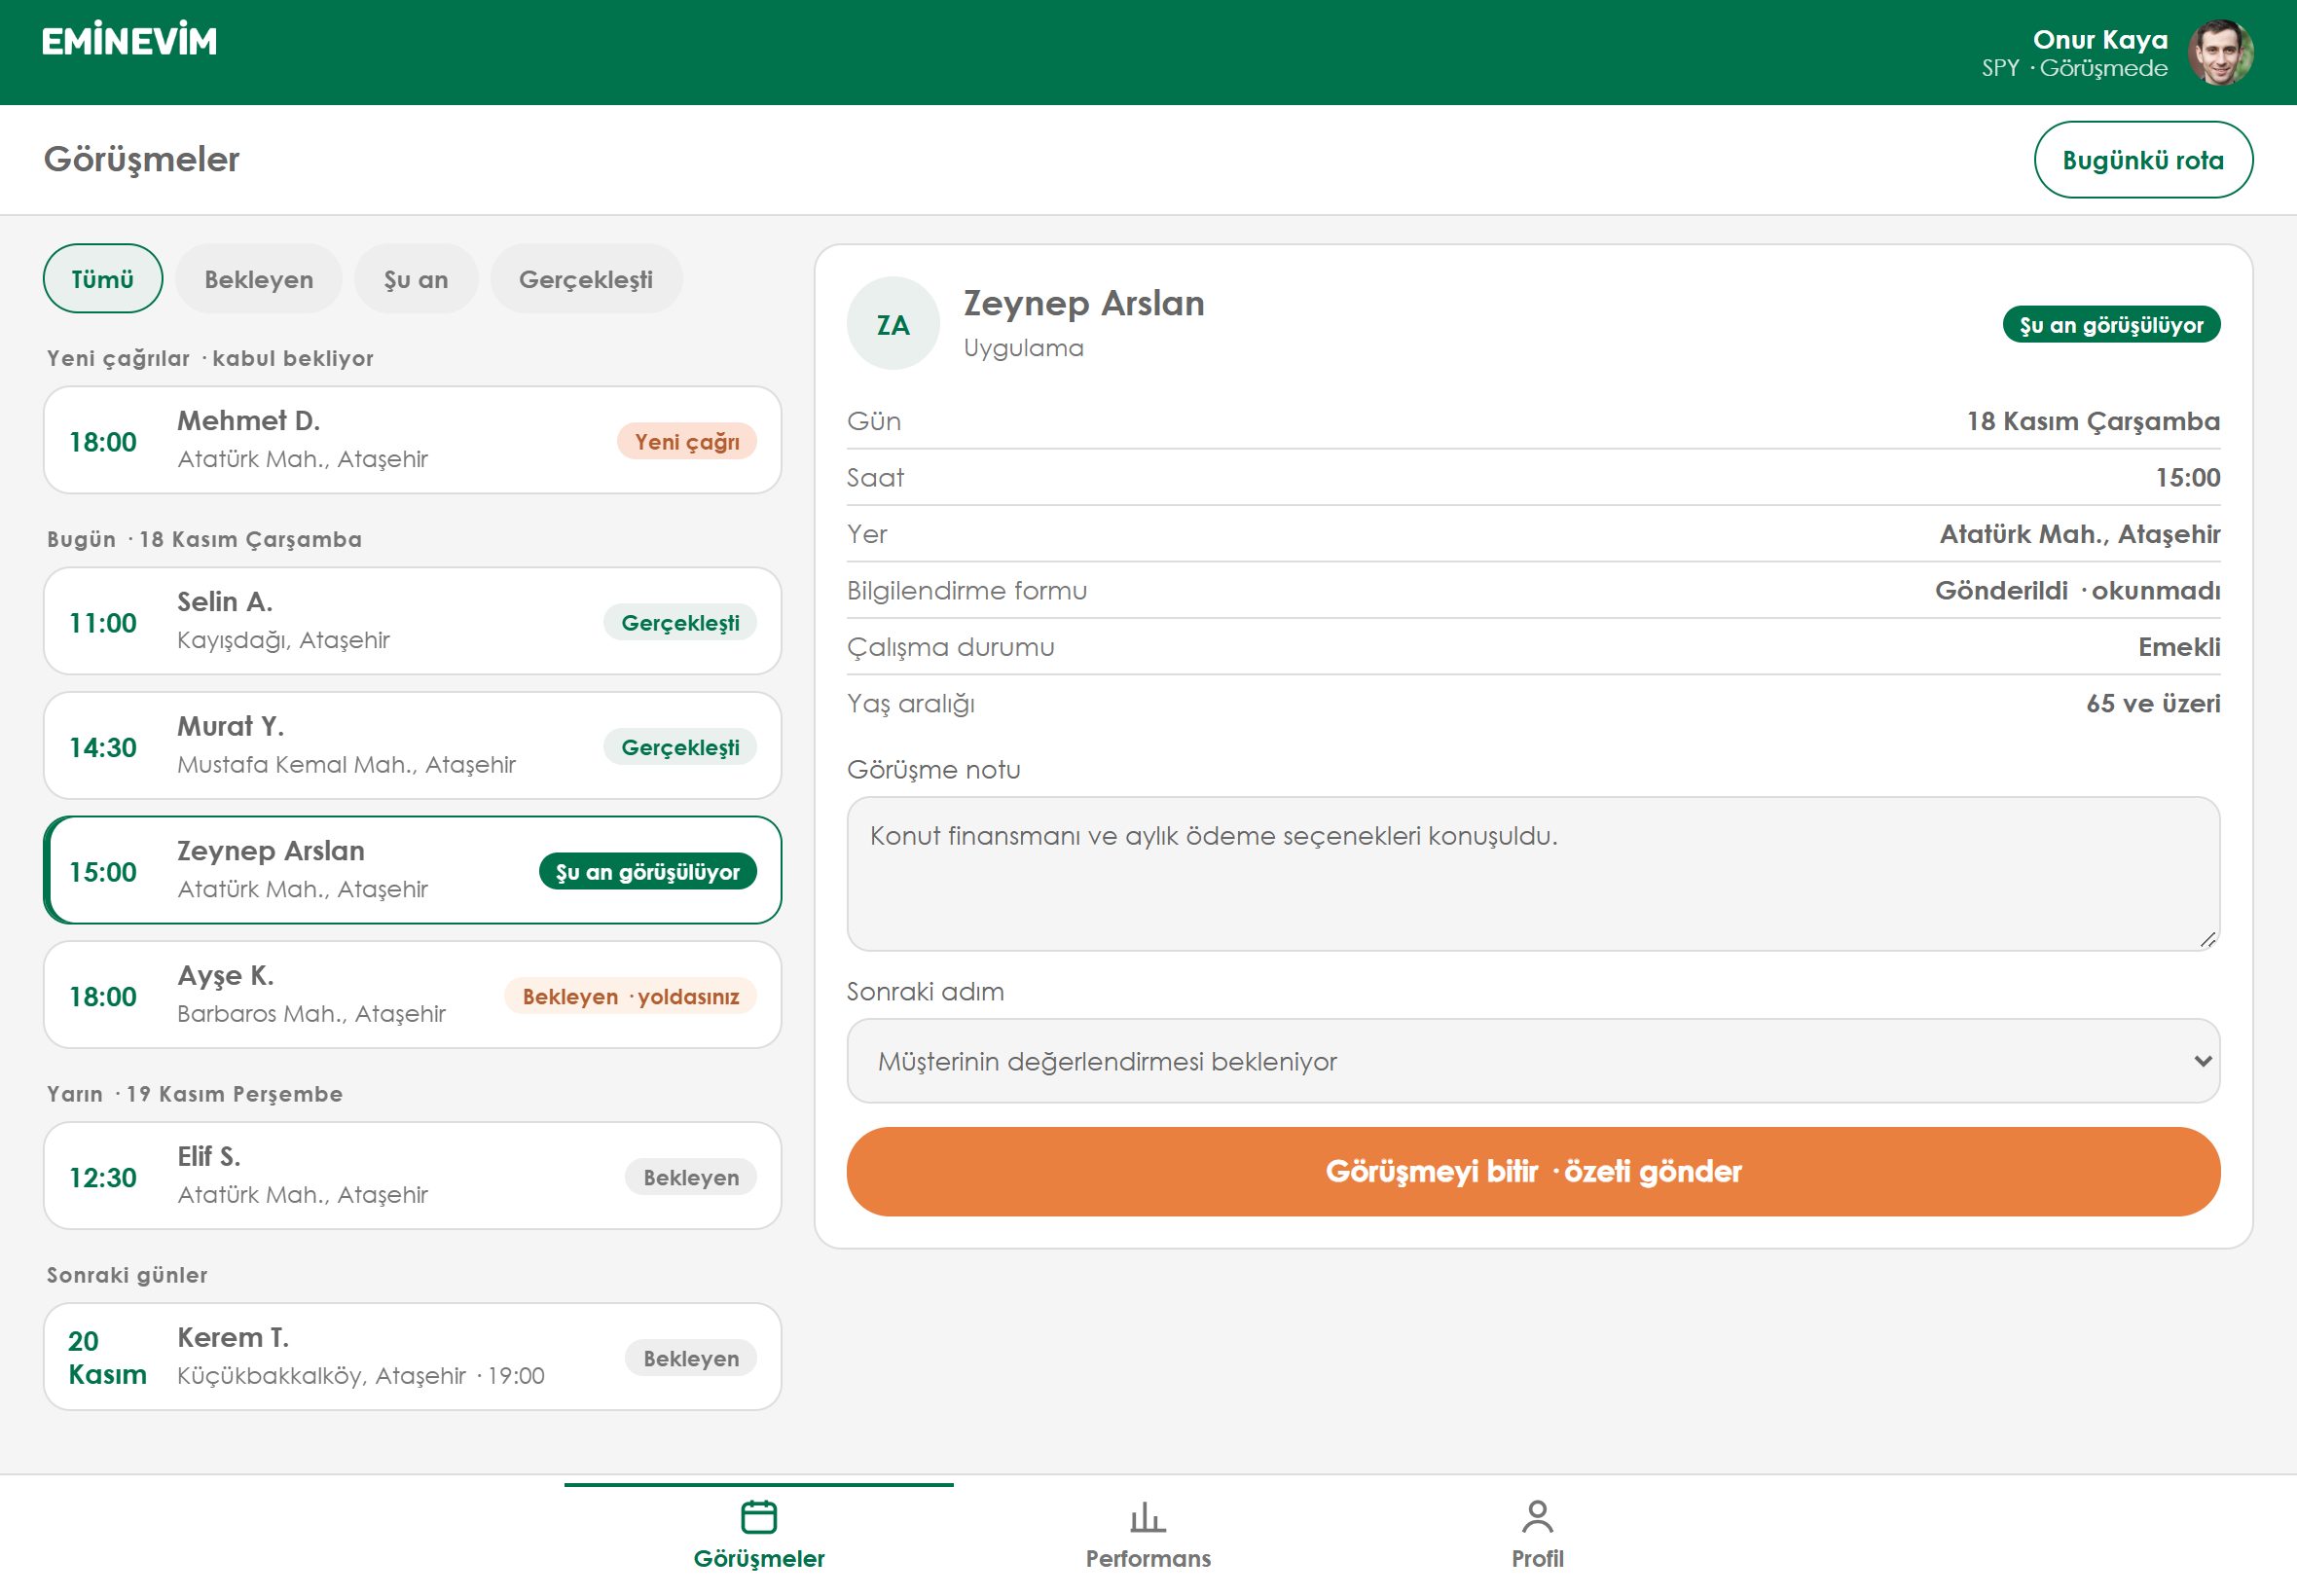 EMİNEVİM
Onur Kaya
SPY · Görüşmede
Görüşmeler
Bugünkü rota
Tümü
Bekleyen
Şu an
Gerçekleşti
Yeni çağrılar · kabul bekliyor
18:00
Mehmet D.
Atatürk Mah., Ataşehir
Yeni çağrı
Bugün · 18 Kasım Çarşamba
11:00
Selin A.
Kayışdağı, Ataşehir
Gerçekleşti
14:30
Murat Y.
Mustafa Kemal Mah., Ataşehir
Gerçekleşti
15:00
Zeynep Arslan
Atatürk Mah., Ataşehir
Şu an görüşülüyor
18:00
Ayşe K.
Barbaros Mah., Ataşehir
Bekleyen · yoldasınız
Yarın · 19 Kasım Perşembe
12:30
Elif S.
Atatürk Mah., Ataşehir
Bekleyen
Sonraki günler
20
Kasım
Kerem T.
Küçükbakkalköy, Ataşehir · 19:00
Bekleyen
ZA
Zeynep Arslan
Uygulama
Şu an görüşülüyor
Gün
18 Kasım Çarşamba
Saat
15:00
Yer
Atatürk Mah., Ataşehir
Bilgilendirme formu
Gönderildi · okunmadı
Çalışma durumu
Emekli
Yaş aralığı
65 ve üzeri
Görüşme notu
Konut finansmanı ve aylık ödeme seçenekleri konuşuldu.
Sonraki adım
Müşterinin değerlendirmesi bekleniyor
Görüşmeyi bitir · özeti gönder
Görüşmeler
Performans
Profil